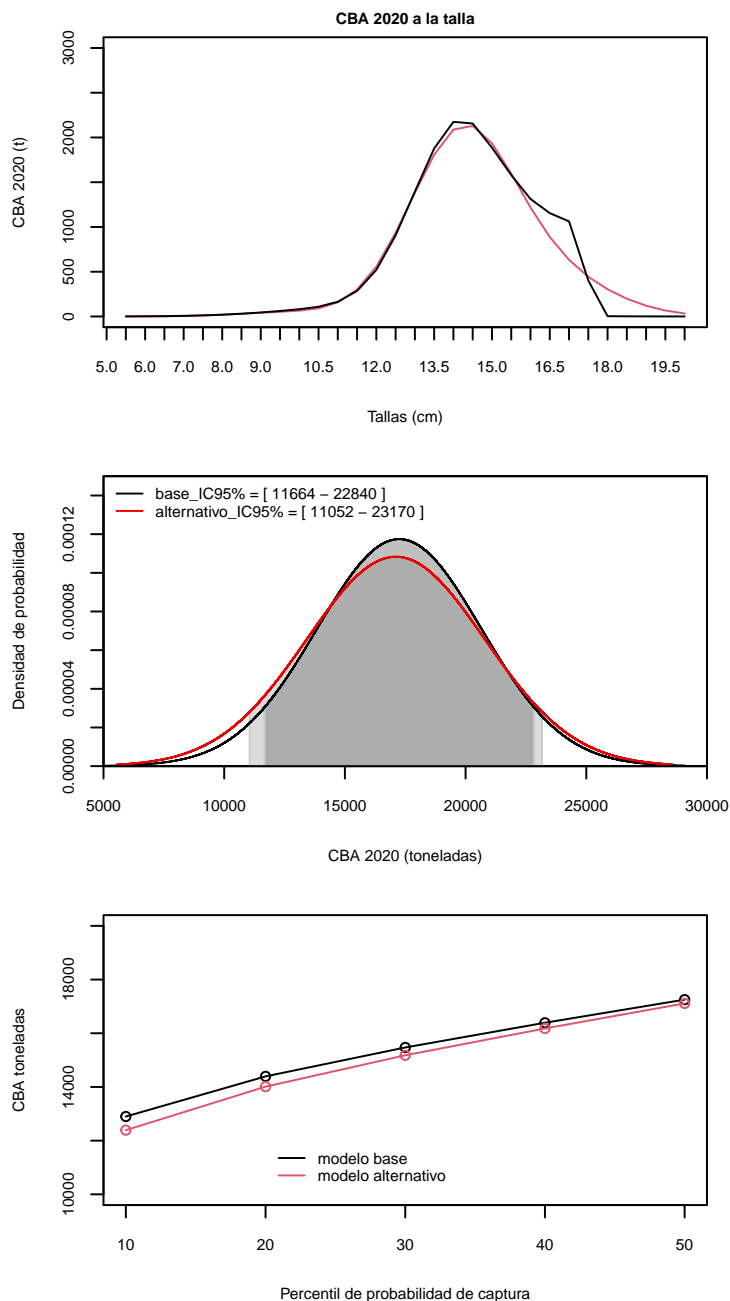 CBA 2020 a la talla
CBA 2020 (t)
3000
2000
1000
500
0
5.0 6.0 7.0 8.0 9.0 10.5 12.0 13.5 15.0 16.5 18.0 19.5
Tallas (cm)
base_IC95% = [ 11664 − 22840 ]
alternativo_IC95% = [ 11052 − 23170 ]
Densidad de probabilidad
0.00012
0.00008
0.00004
0.00000
5000 10000 15000 20000 25000 30000
CBA 2020 (toneladas)
CBA toneladas
18000
14000
10000
modelo base
modelo alternativo
10 20 30 40 50
Percentil de probabilidad de captura